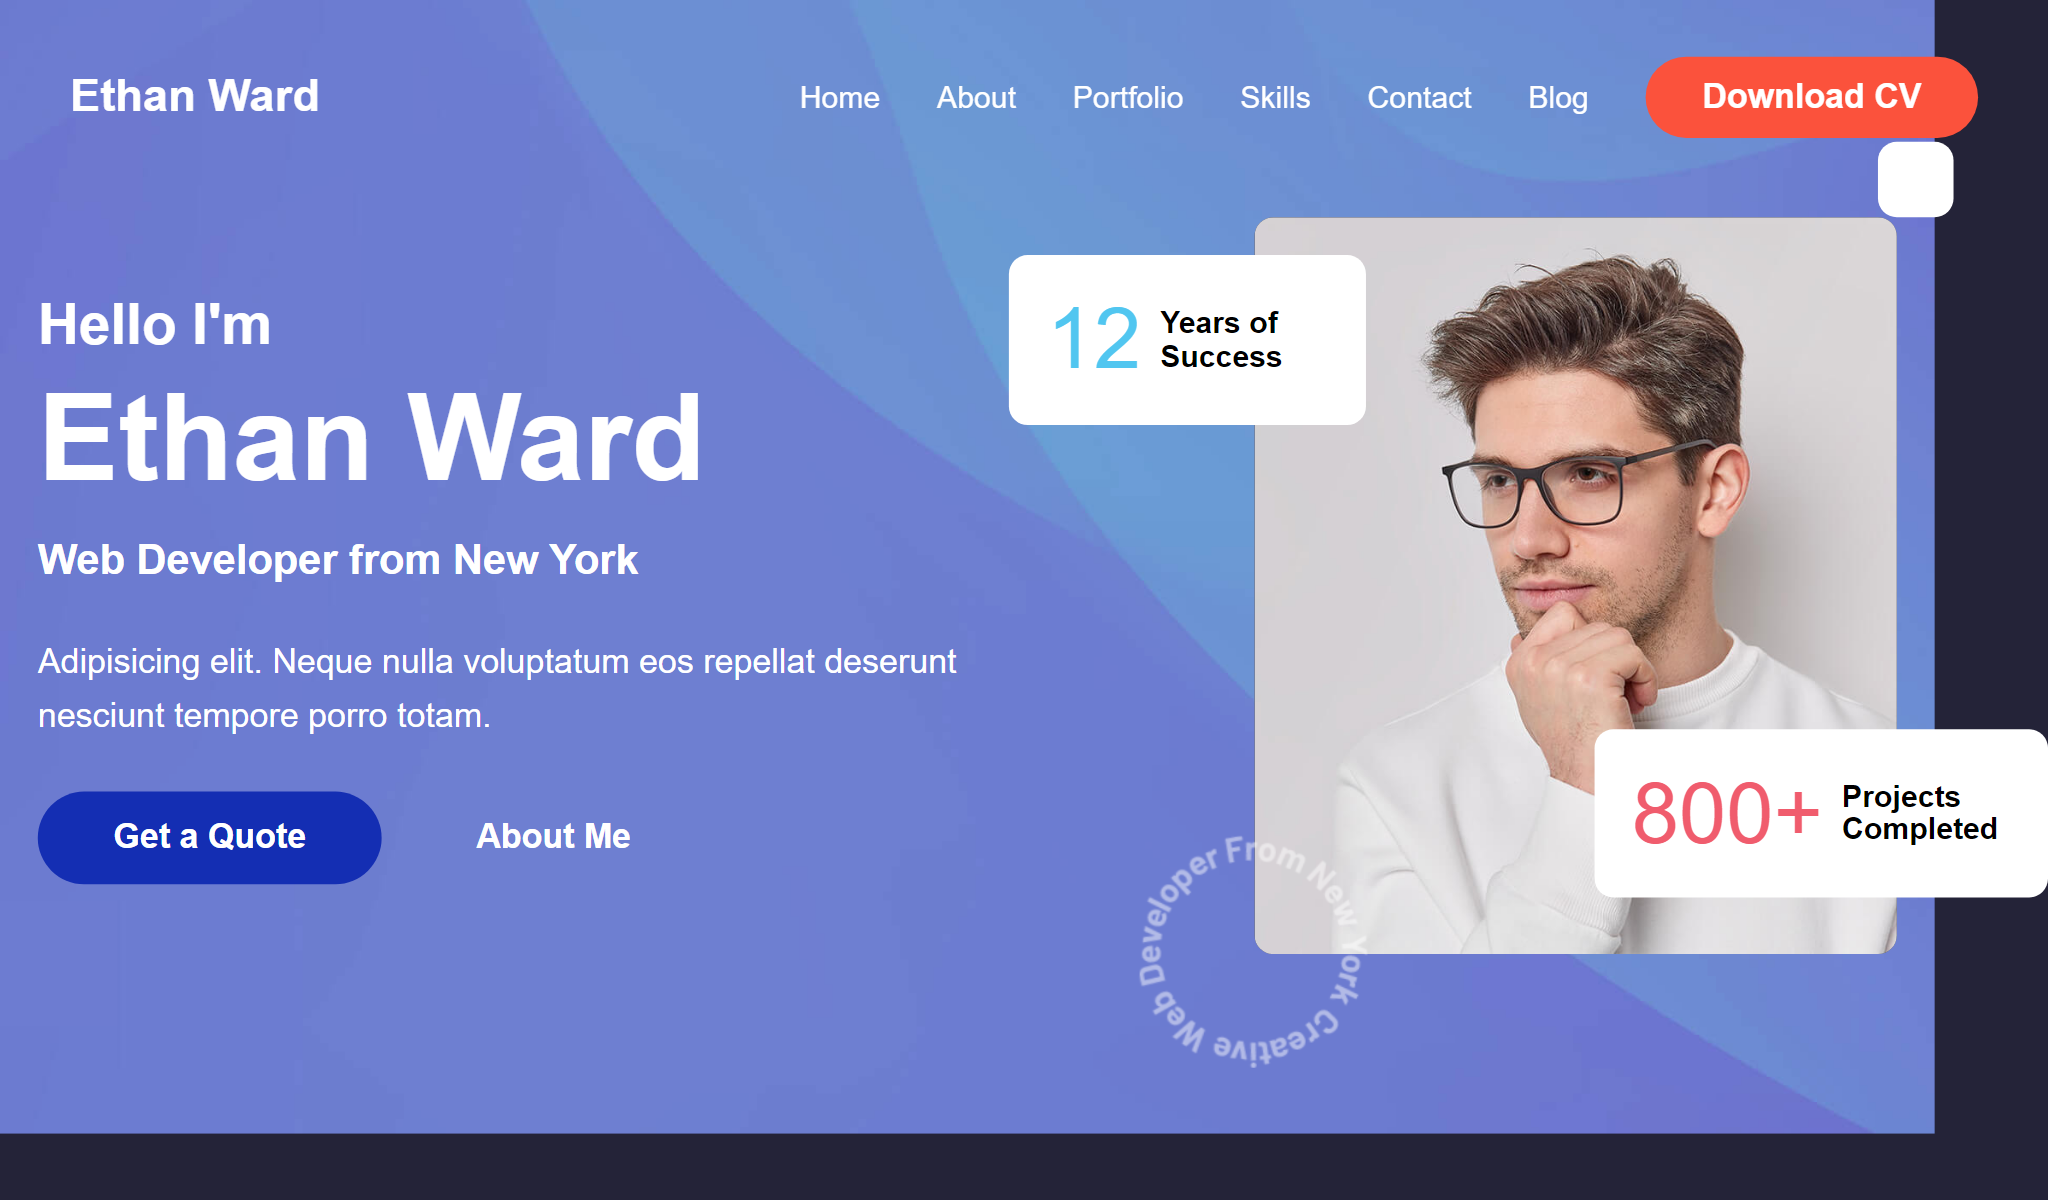 Ethan Ward
Home About Portfolio Skills Contact Blog Download CV
Hello I'm
Ethan Ward
Web Developer from New York
Adipisicing elit. Neque nulla voluptatum eos repellat deserunt
nesciunt tempore porro totam.
Get a Quote About Me
12 Years of
Success
800+ Projects
Completed
Creative Web Developer From New York